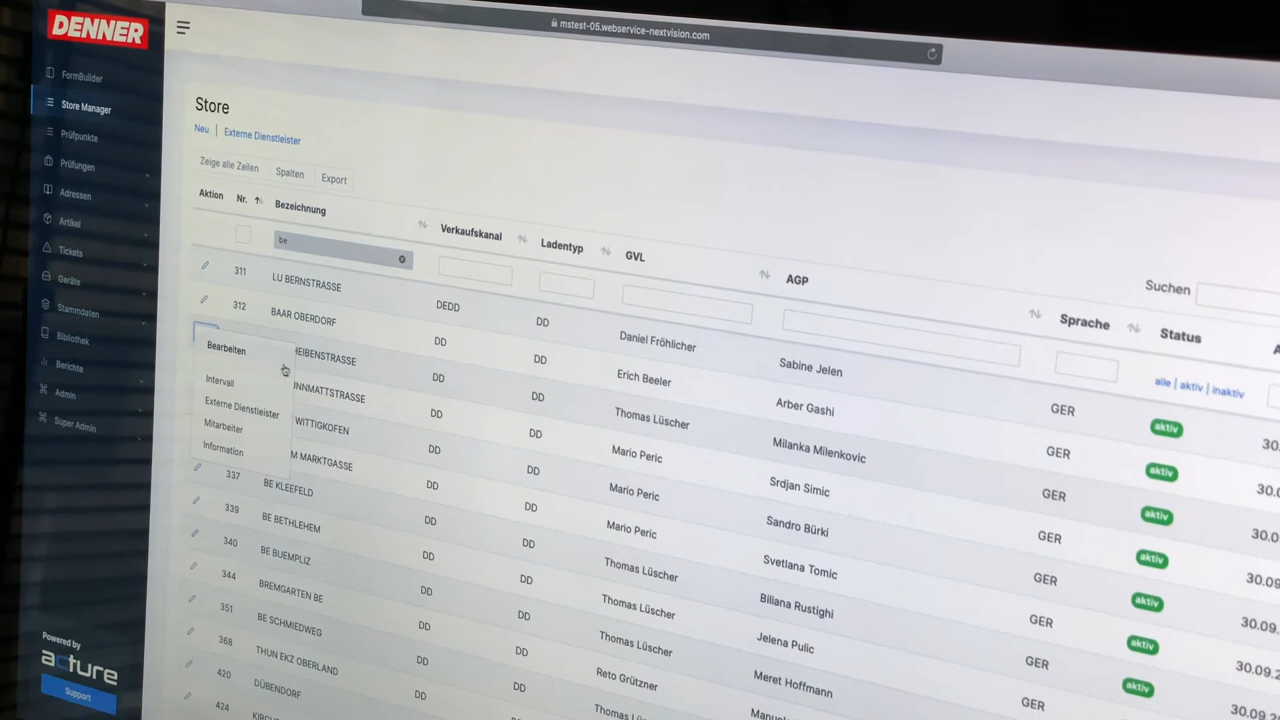 DENNER
mstest-05.webservice-nextvision.com
FormBuilder
Store Manager
Prüfpunkte
Prüfungen
Adressen
Artikel
Tickets
Geräte
Stammdaten
Bibliothek
Berichte
Admin
Super Admin
Powered by
acture
Support
Store
Neu | Externe Dienstleister
Zeige alle Zeilen Spalten Export
Suchen
Aktion Nr. Bezeichnung Verkaufskanal Ladentyp GVL AGP Sprache Status A
be alle | aktiv | inaktiv
311 LU BERNSTRASSE DEDD DD Daniel Fröhlicher Sabine Jelen GER aktiv 30.
312 BAAR OBERDORF DD DD Erich Beeler Arber Gashi GER aktiv 30.0
HEIBENSTRASSE DD DD Thomas Lüscher Milanka Milenkovic GER aktiv 30.0
INNMATTSTRASSE DD DD Mario Peric Srdjan Simic GER aktiv 30.09
WITTIGKOFEN DD DD Mario Peric Sandro Bürki GER aktiv 30.09
M MARKTGASSE DD DD Mario Peric Svetlana Tomic GER aktiv 30.09.2
337 BE KLEEFELD DD DD Thomas Lüscher Biliana Rustighi GER aktiv 30.09.
339 BE BETHLEHEM DD DD Thomas Lüscher Jelena Pulic GER
340 BE BUEMPLIZ DD DD Thomas Lüscher Meret Hoffmann
344 BREMGARTEN BE DD DD Reto Grützner
351 BE SCHMIEDWEG DD DD Thomas
368 THUN EKZ OBERLAND DD
420 DÜBENDORF
424
Bearbeiten
Intervall
Externe Dienstleister
Mitarbeiter
Information